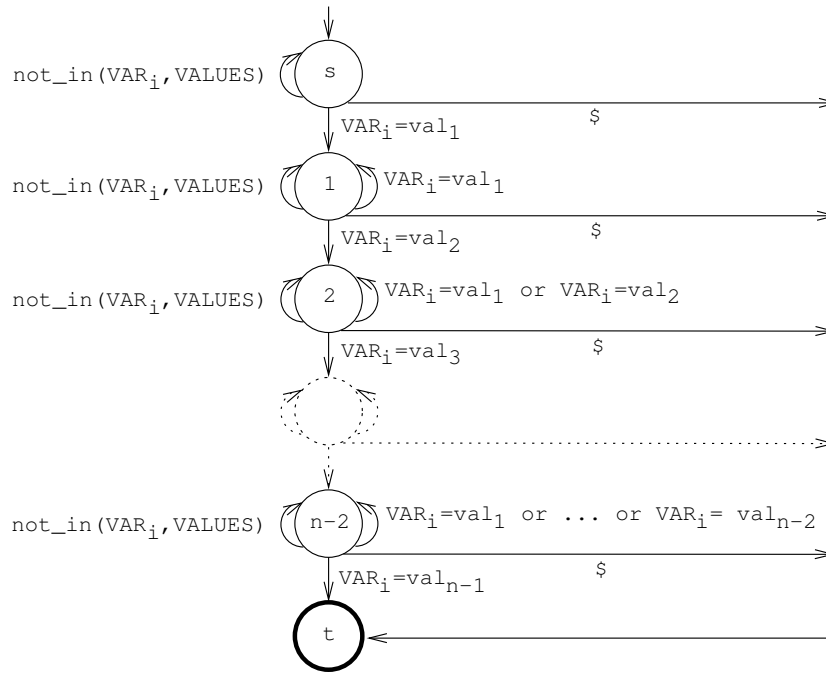 s
not_in(VAR_i,VALUES)
$
VAR_i=val_1
not_in(VAR_i,VALUES)
1
VAR_i=val_1
$
VAR_i=val_2
not_in(VAR_i,VALUES)
2
VAR_i=val_1 or VAR_i=val_2
$
VAR_i=val_3
not_in(VAR_i,VALUES)
n-2
VAR_i=val_1 or ... or VAR_i= val_n-2
$
VAR_i=val_n-1
t